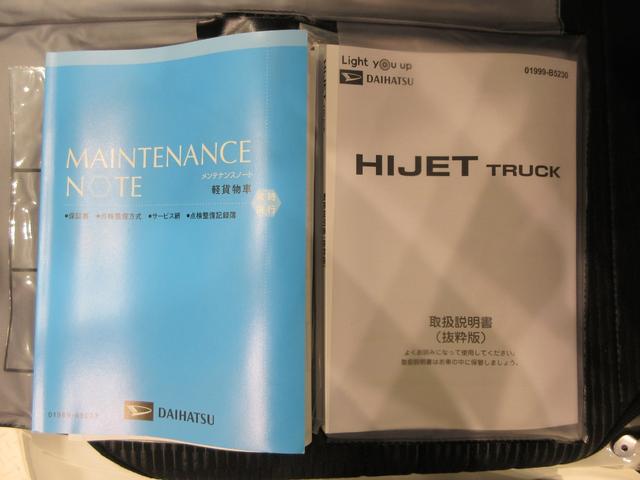 MAINTENANCE
NOTE
メンテナンスノート
軽貨物車
●保証書 ●点検整備方式 ●サービス網 ●点検整備記録簿
DAIHATSU
Light you up
DAIHATSU
01999-B5230
HIJET TRUCK
取扱説明書
(抜粋版)
よくお読みになって使用してください。
取扱説明書はお車の中に保管しましょう。